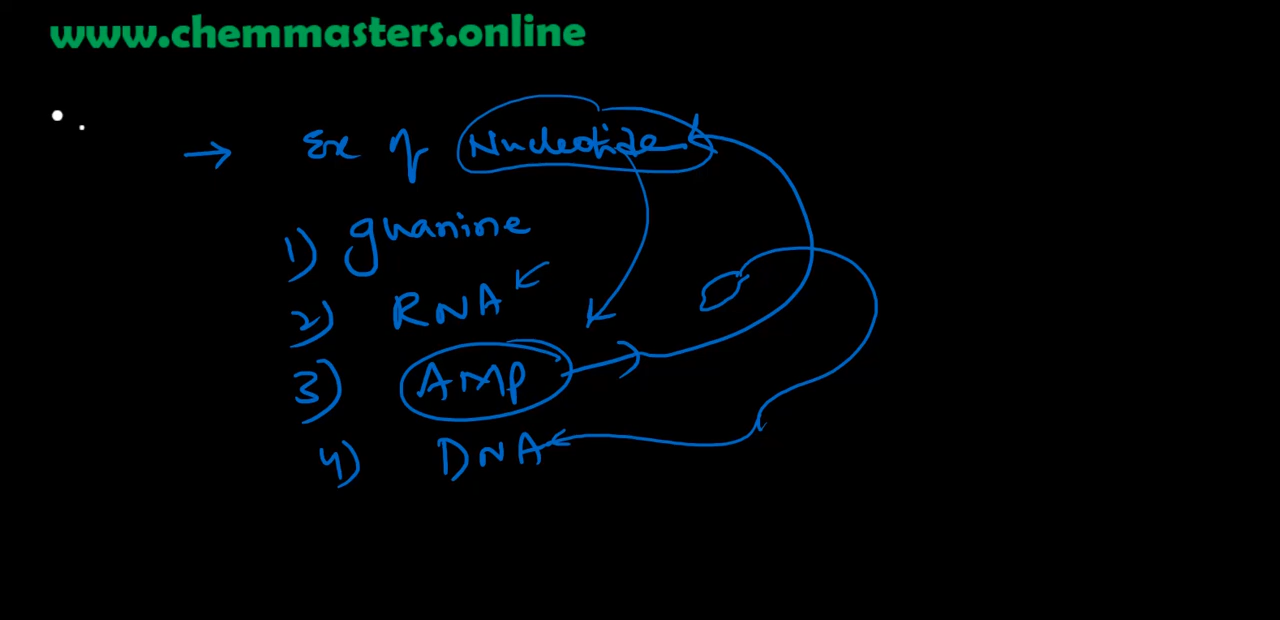 www.chemmasters.online
→ Ex of Nucleotide
1) guanine
2) RNA
3) AMP
4) DNA